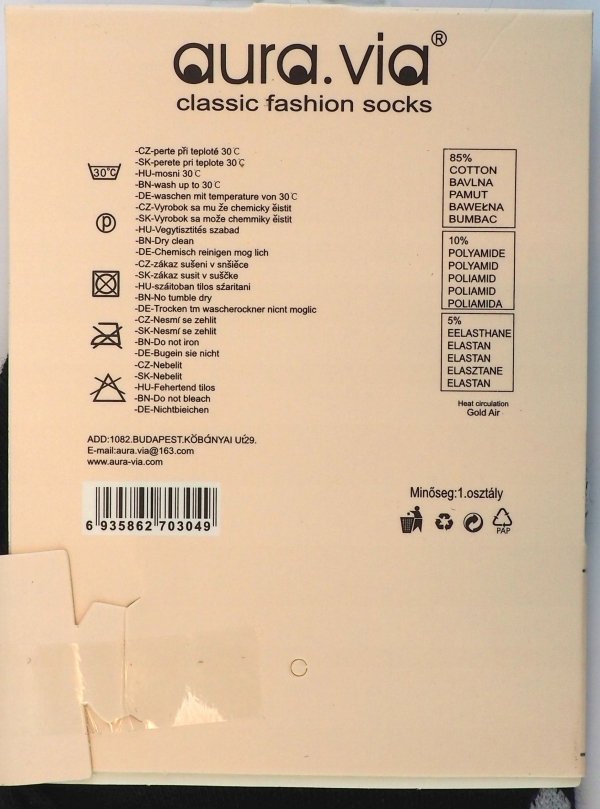 aura.via®
classic fashion socks
30°C
-CZ-perte při teploté 30℃
-SK-perete pri teplote 30℃
-HU-mosni 30℃
-BN-wash up to 30℃
-DE-waschen mit temperature von 30℃
P
-CZ-Vyrobok sa mu že chemicky ěistit
-SK-Vyrobok sa može chemmiky ěistit
-HU-Vegytisztités szabad
-BN-Dry clean
-DE-Chemisch reinigen mog lich
-CZ-zákaz sušeni v snšiěce
-SK-zákaz susit v suščke
-HU-száitoban tilos száritani
-BN-No tumble dry
-DE-Trocken tm wascherockner nicnt moglic
-CZ-Nesmí se zehlit
-SK-Nesmí se zehlit
-BN-Do not iron
-DE-Bugein sie nicht
-CZ-Nebelit
-SK-Nebelit
-HU-Fehertend tilos
-BN-Do not bleach
-DE-Nichtbieichen
85%
COTTON
BAVLNA
PAMUT
BAWEŁNA
BUMBAC
10%
POLYAMIDE
POLYAMID
POLIAMID
POLIAMID
POLIAMIDA
5%
EELASTHANE
ELASTAN
ELASTAN
ELASZTANE
ELASTAN
Heat circulation
Gold Air
ADD:1082.BUDAPEST.KÖBÁNYAI Ut29.
E-mail:aura.via@163.com
www.aura-via.com
6 935862 703049
Minőseg:1.osztály
PAP